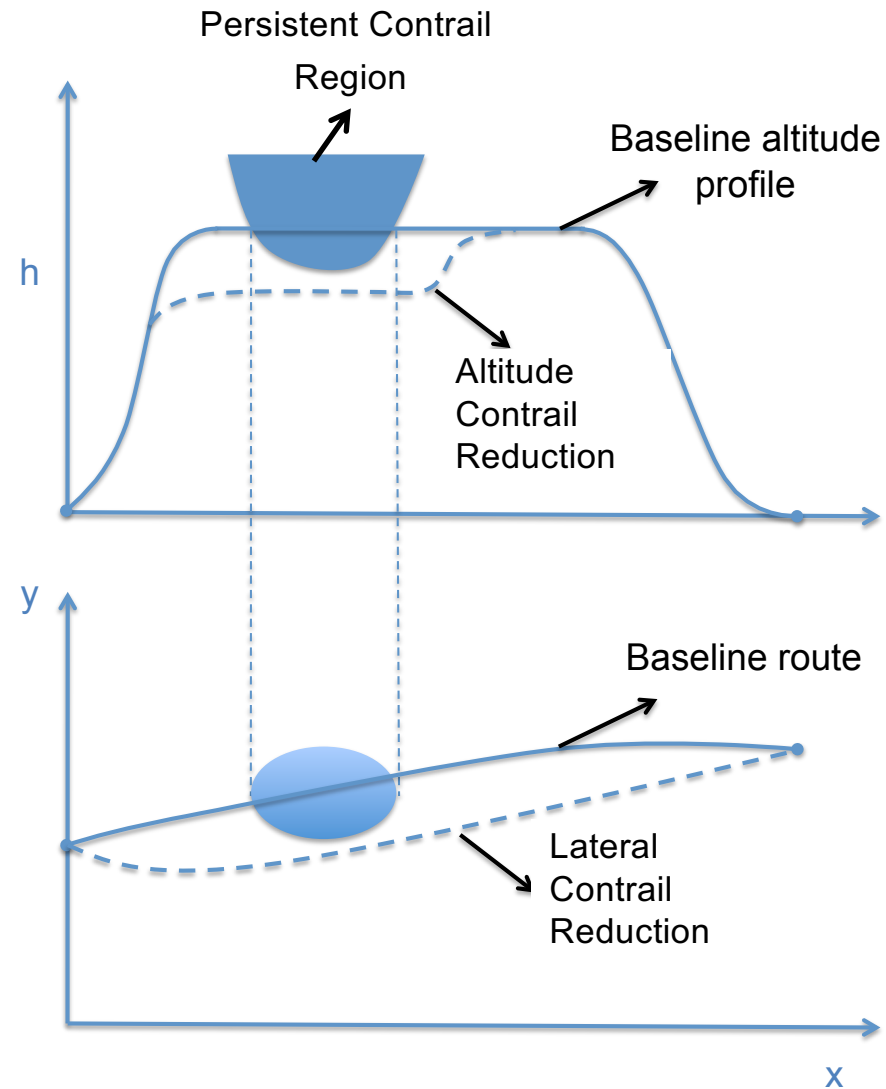 Persistent Contrail
Region
Baseline altitude
profile
h
Altitude
Contrail
Reduction
y
Baseline route
Lateral
Contrail
Reduction
x